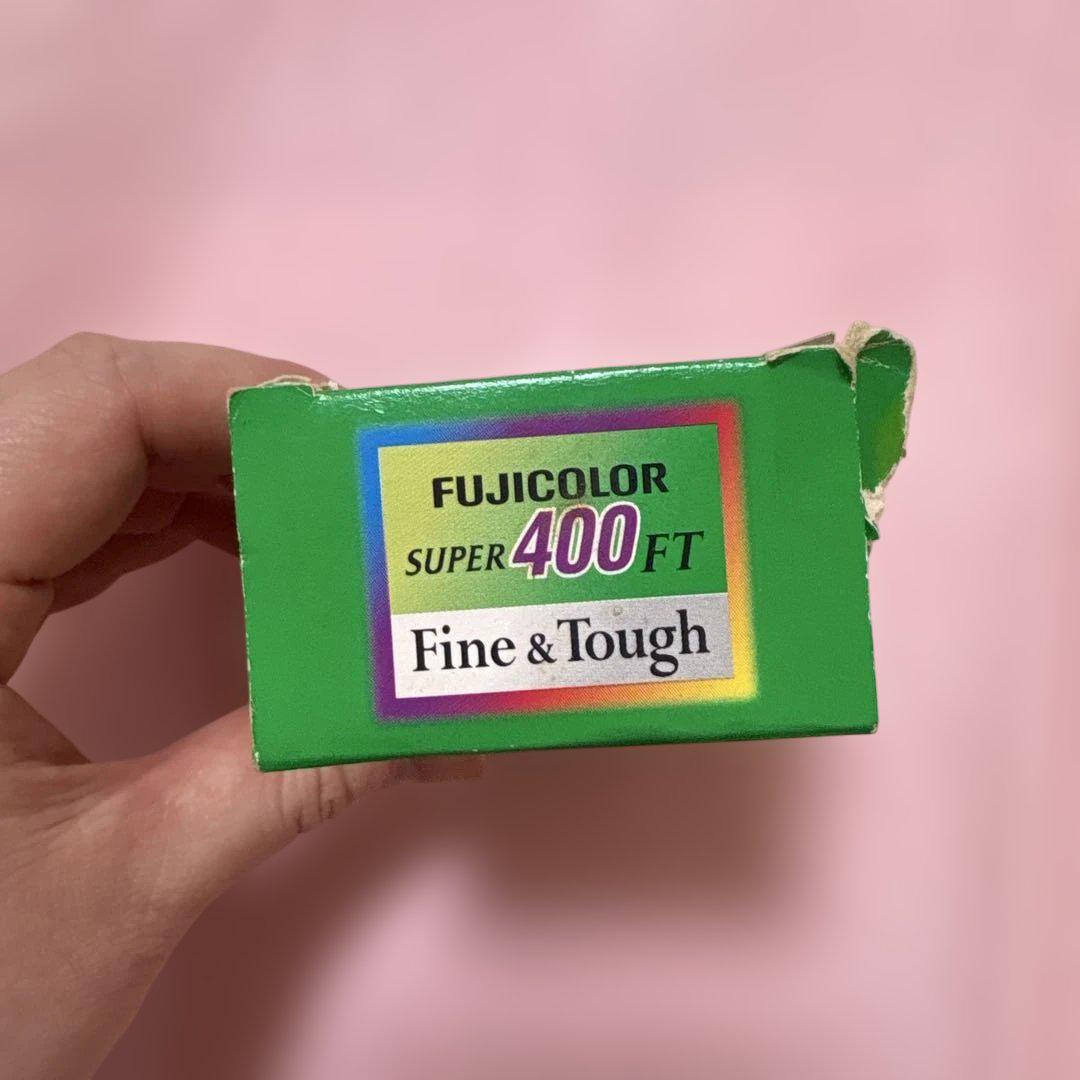 FUJICOLOR
SUPER 400 FT
Fine & Tough